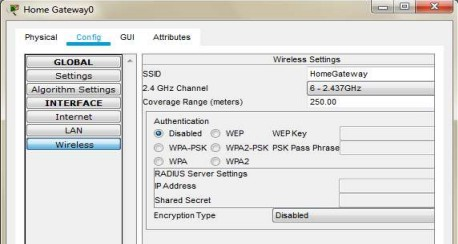 Home Gateway0
Physical Config GUI Attributes
GLOBAL
Settings
Algorithm Settings
INTERFACE
Internet
LAN
Wireless
Wireless Settings
SSID HomeGateway
2.4 GHz Channel 6 - 2.437GHz
Coverage Range (meters) 250.00
Authentication
Disabled WEP WEP Key
WPA-PSK WPA2-PSK PSK Pass Phrase
WPA WPA2
RADIUS Server Settings
IP Address
Shared Secret
Encryption Type Disabled